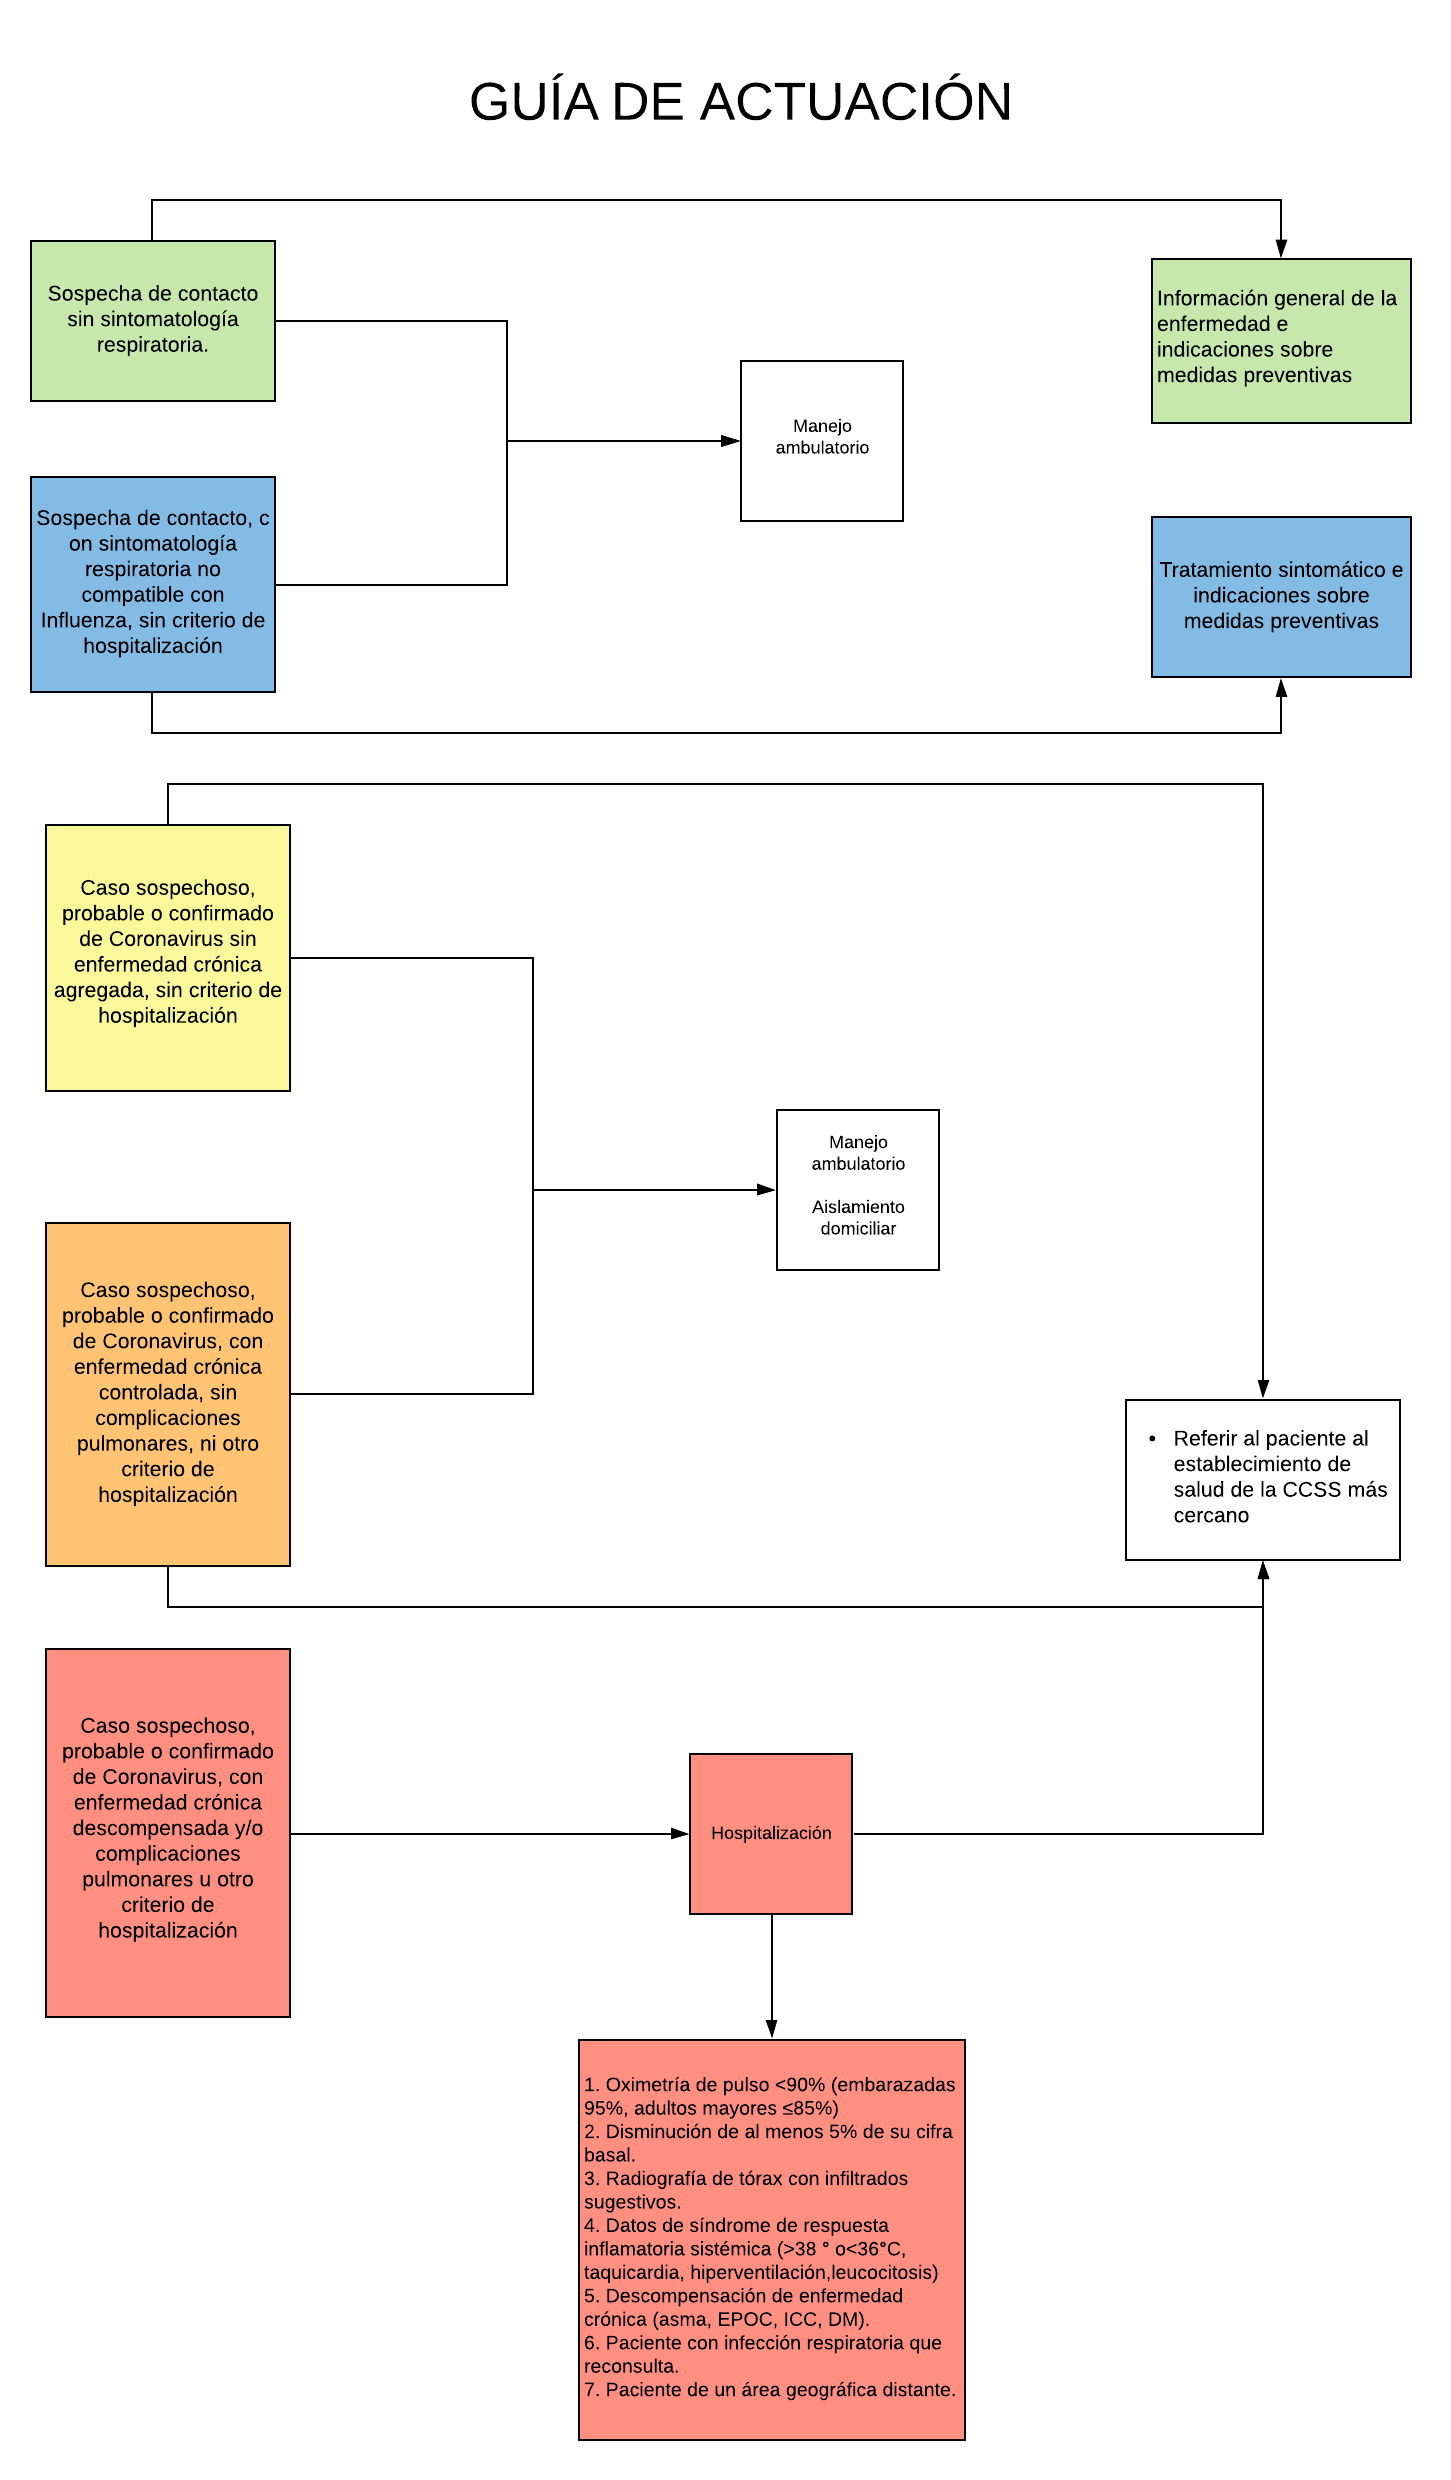 GUÍA DE ACTUACIÓN
Sospecha de contacto
sin sintomatología
respiratoria.
Información general de la
enfermedad e
indicaciones sobre
medidas preventivas
Manejo
ambulatorio
Sospecha de contacto, c
on sintomatología
respiratoria no
compatible con
Influenza, sin criterio de
hospitalización
Tratamiento sintomático e
indicaciones sobre
medidas preventivas
Caso sospechoso,
probable o confirmado
de Coronavirus sin
enfermedad crónica
agregada, sin criterio de
hospitalización
Manejo
ambulatorio
Aislamiento
domiciliar
Caso sospechoso,
probable o confirmado
de Coronavirus, con
enfermedad crónica
controlada, sin
complicaciones
pulmonares, ni otro
criterio de
hospitalización
• Referir al paciente al
establecimiento de
salud de la CCSS más
cercano
Caso sospechoso,
probable o confirmado
de Coronavirus, con
enfermedad crónica
descompensada y/o
complicaciones
pulmonares u otro
criterio de
hospitalización
Hospitalización
1. Oximetría de pulso <90% (embarazadas
95%, adultos mayores ≤85%)
2. Disminución de al menos 5% de su cifra
basal.
3. Radiografía de tórax con infiltrados
sugestivos.
4. Datos de síndrome de respuesta
inflamatoria sistémica (>38 ° o<36°C,
taquicardia, hiperventilación,leucocitosis)
5. Descompensación de enfermedad
crónica (asma, EPOC, ICC, DM).
6. Paciente con infección respiratoria que
reconsulta.
7. Paciente de un área geográfica distante.